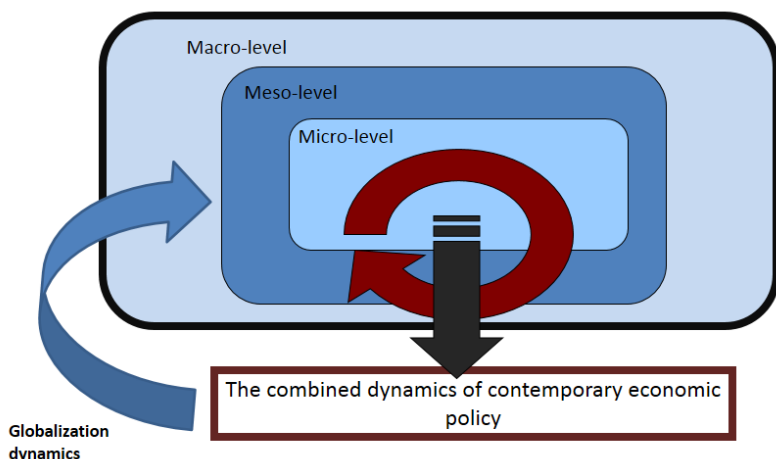 Macro-level
Meso-level
Micro-level
The combined dynamics of contemporary economic
policy
Globalization
dynamics